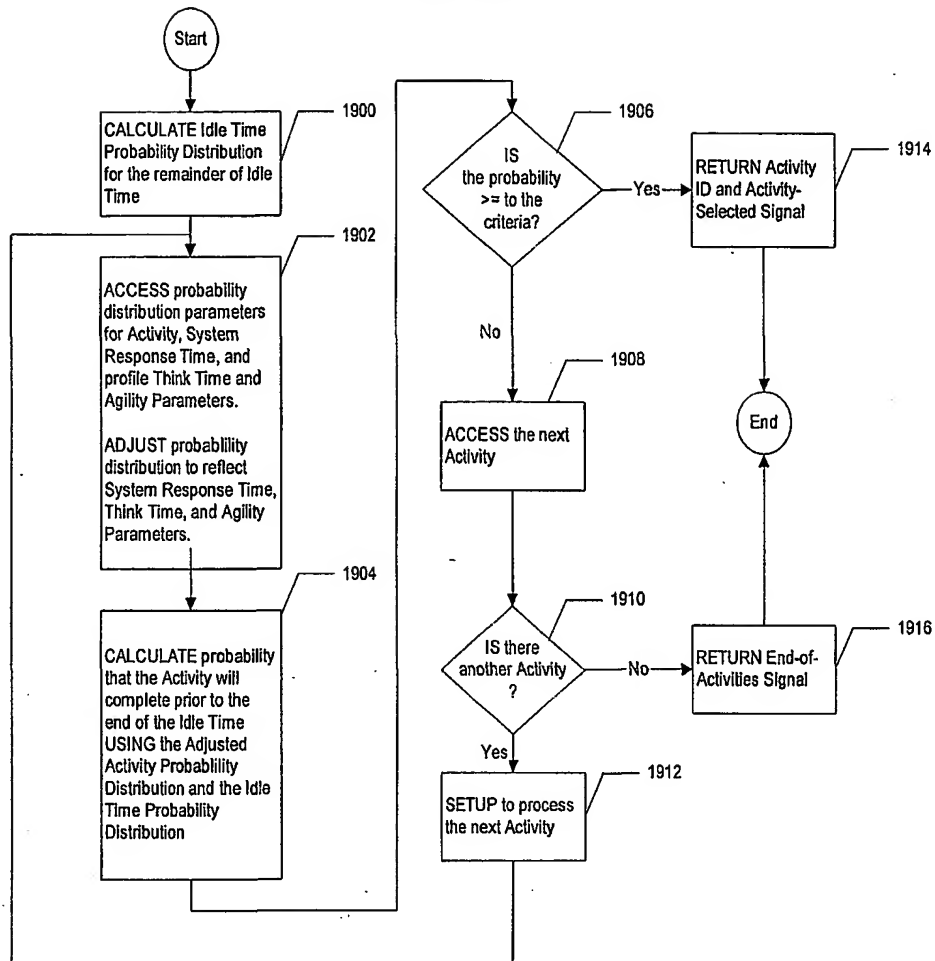 Start
1900
CALCULATE Idle Time
Probability Distribution
for the remainder of Idle
Time
1902
ACCESS probability
distribution parameters
for Activity, System
Response Time, and
profile Think Time and
Agility Parameters.
ADJUST probablility
distribution to reflect
System Response Time,
Think Time, and Agility
Parameters.
1904
CALCULATE probability
that the Activity will
complete prior to the
end of the Idle Time
USING the Adjusted
Activity Probablility
Distribution and the Idle
Time Probability
Distribution
1906
IS
the probability
>= to the
criteria?
Yes
No
1914
RETURN Activity
ID and Activity-
Selected Signal
1908
ACCESS the next
Activity
End
1910
IS there
another Activity
?
No
Yes
1916
RETURN End-of-
Activities Signal
1912
SETUP to process
the next Activity